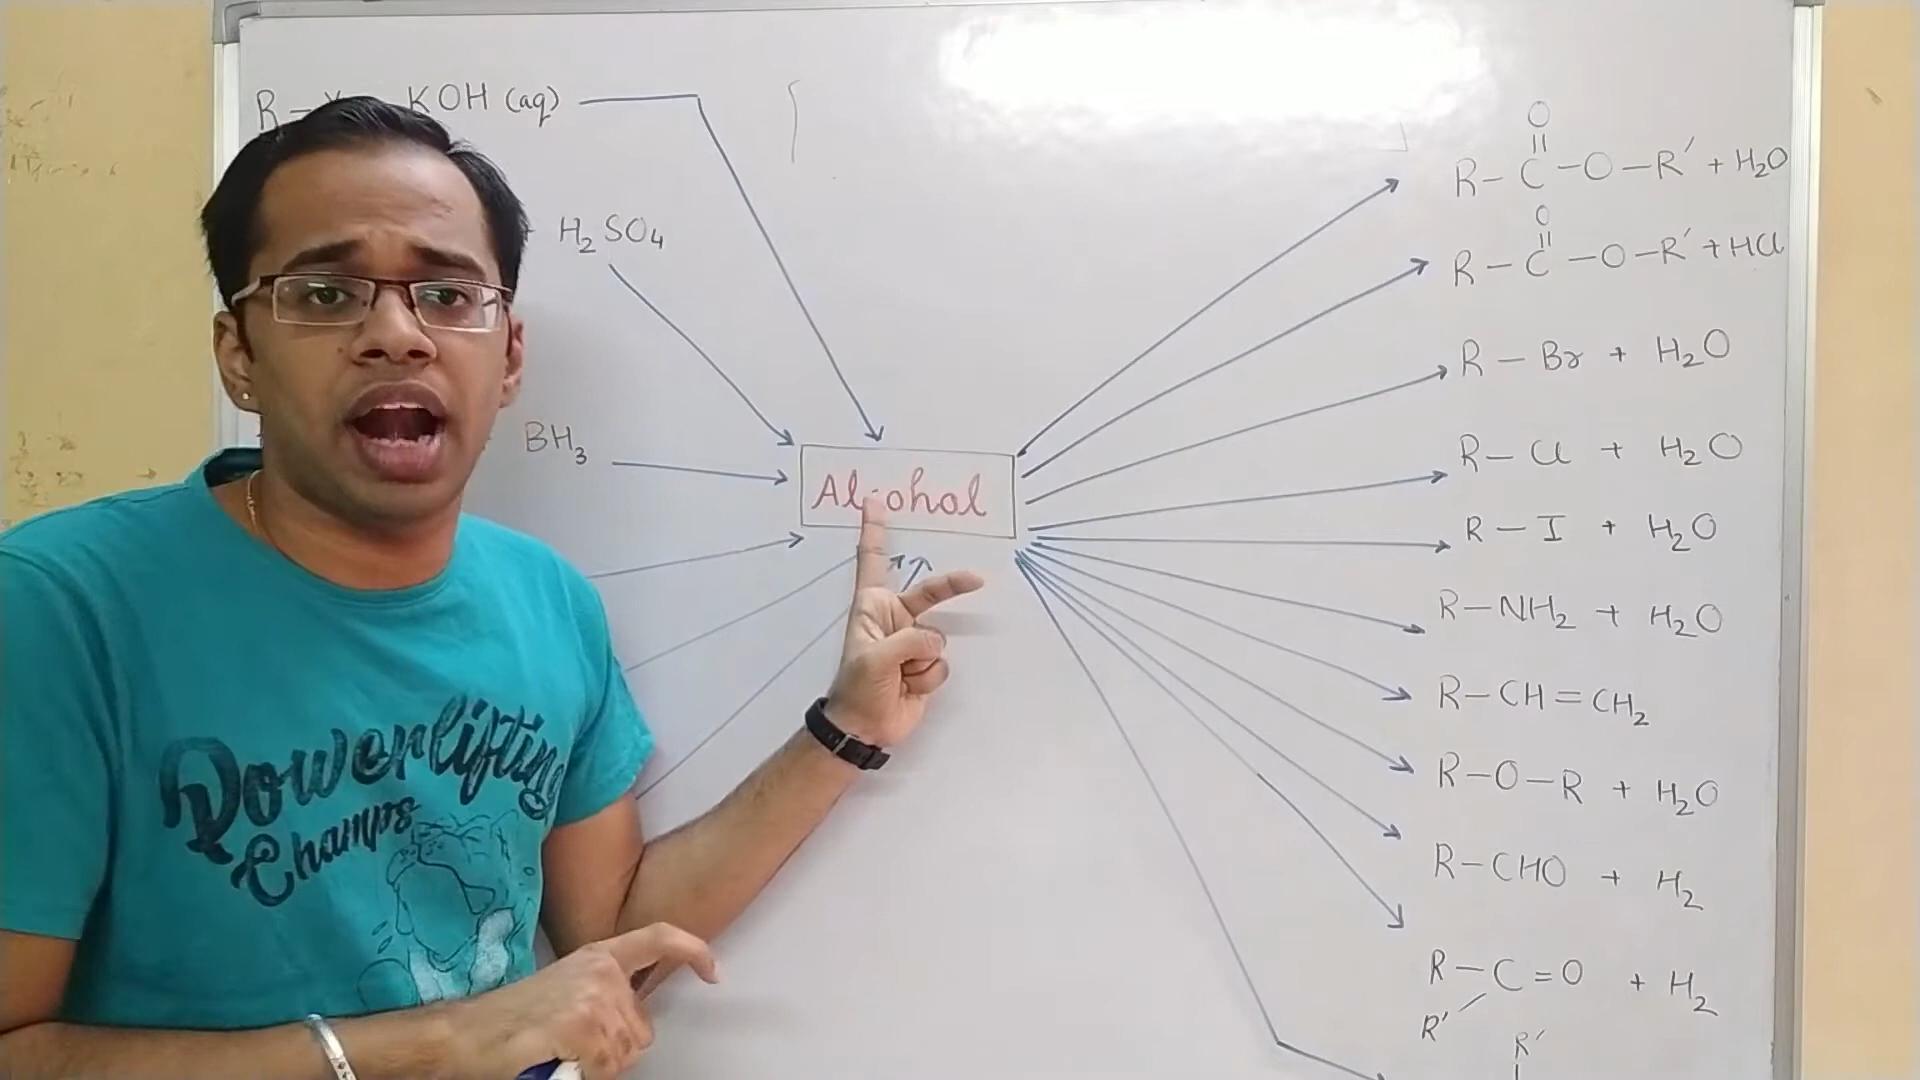 R – X KOH (aq)
+ H₂SO₄
BH₃
Alcohol
O
||
R – C – O – R′ + H₂O
O
||
R – C – O – R′ + HCl
R – Br + H₂O
R – Cl + H₂O
R – I + H₂O
R – NH₂ + H₂O
R – CH = CH₂
R – O – R + H₂O
R – CHO + H₂
R – C = O + H₂
R′
R′
Powerlifting
Champs